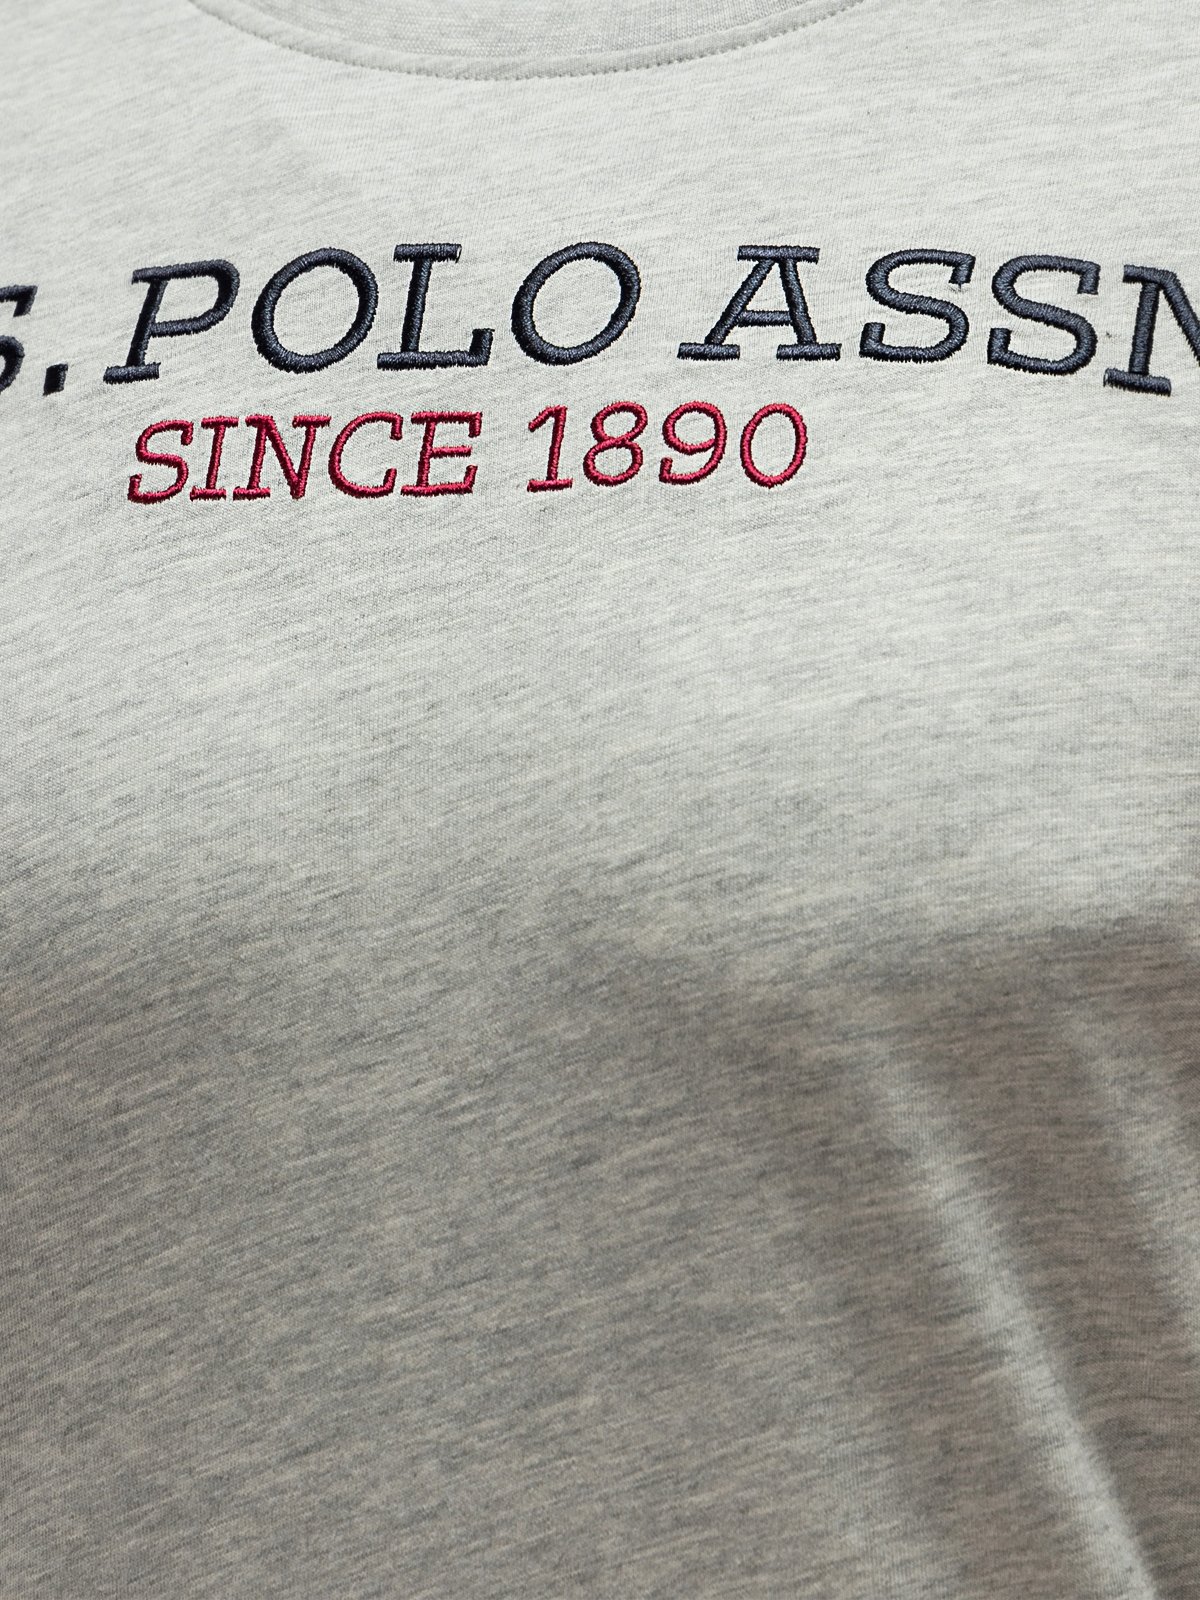 S. POLO ASSN
SINCE 1890